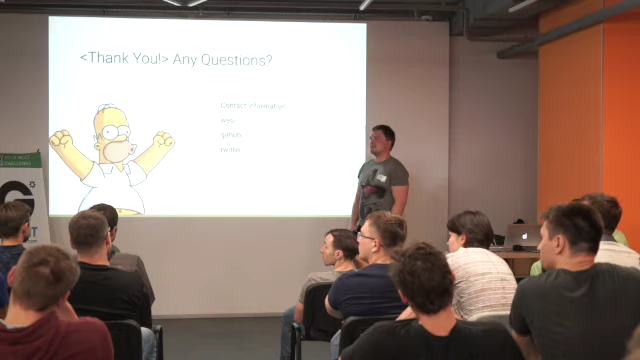 <Thank You!> Any Questions?
Contact information
web
github
twitter